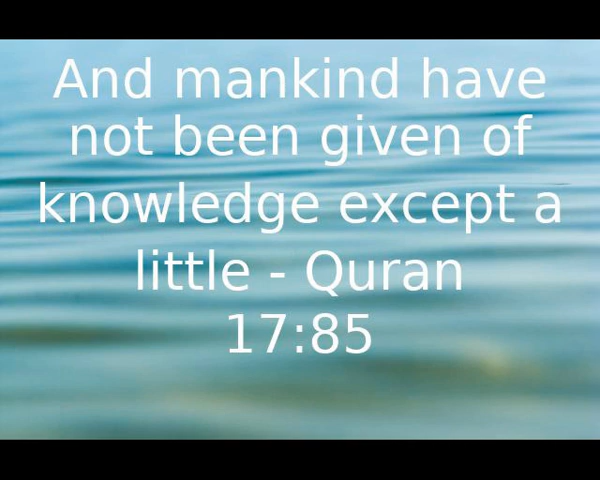 And mankind have
not been given of
knowledge except a
little - Quran
17:85